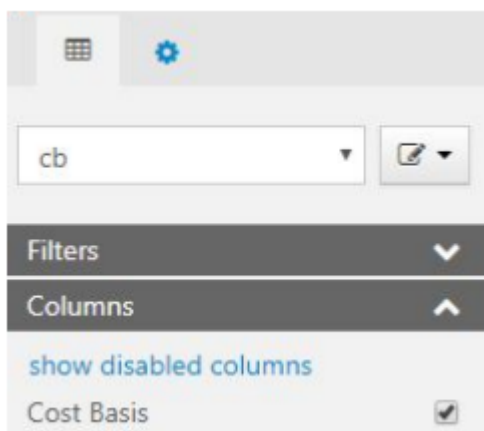 cb
Filters
Columns
show disabled columns
Cost Basis